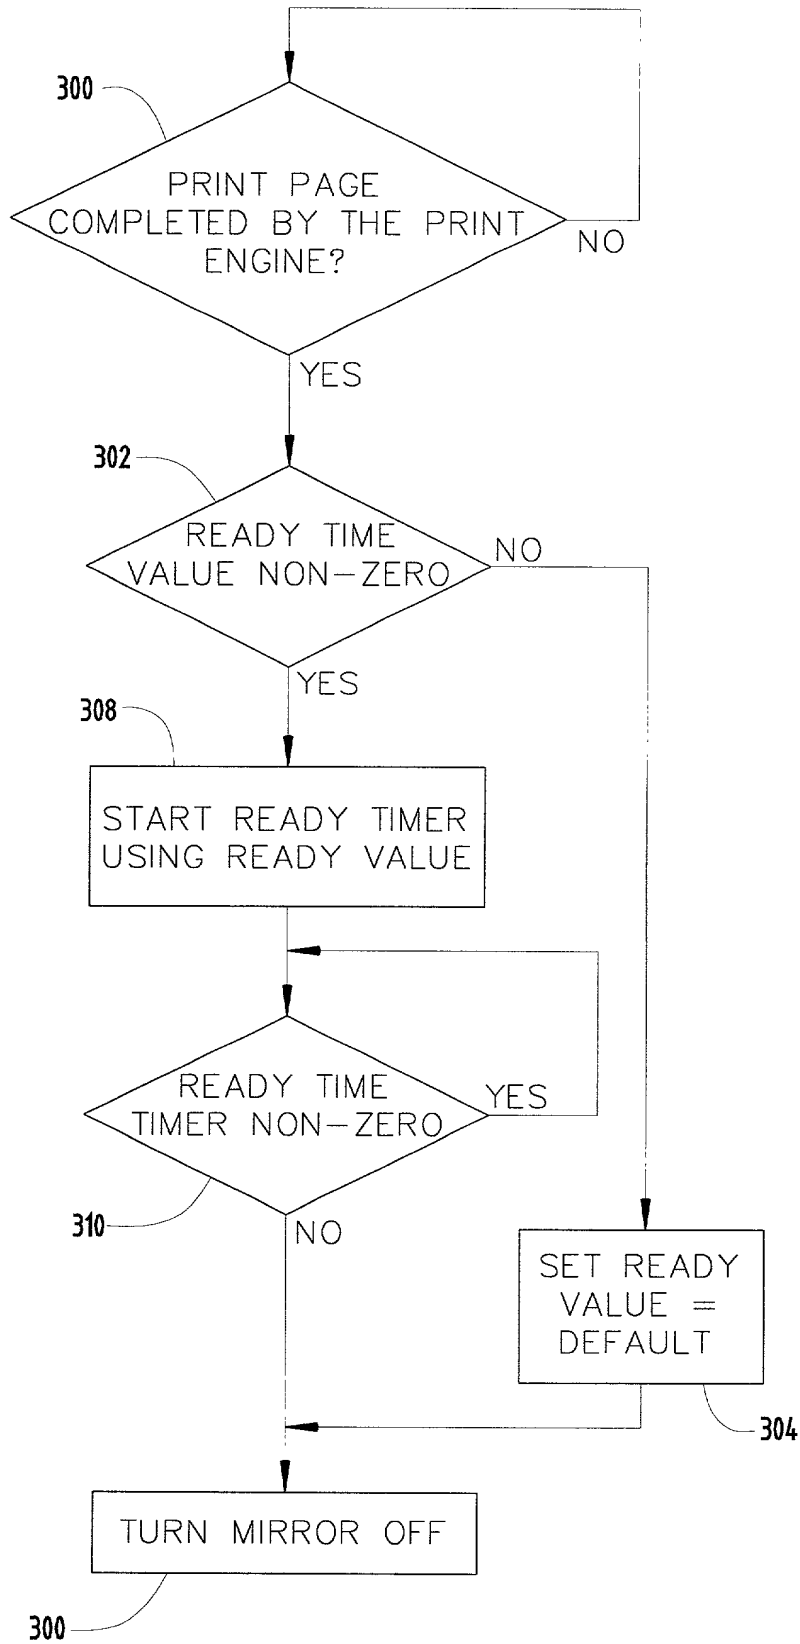 300
PRINT PAGE
COMPLETED BY THE PRINT
ENGINE?
NO
YES
302
READY TIME
VALUE NON-ZERO
NO
YES
308
START READY TIMER
USING READY VALUE
READY TIME
TIMER NON-ZERO
YES
310
NO
SET READY
VALUE =
DEFAULT
304
TURN MIRROR OFF
300